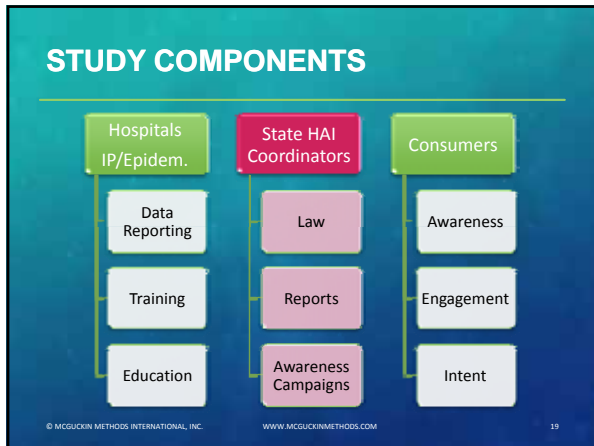 STUDY COMPONENTS
Hospitals
IP/Epidem.
Data
Reporting
Training
Education
State HAI
Coordinators
Law
Reports
Awareness
Campaigns
Consumers
Awareness
Engagement
Intent
© MCGUCKIN METHODS INTERNATIONAL, INC. WWW.MCGUCKINMETHODS.COM 19